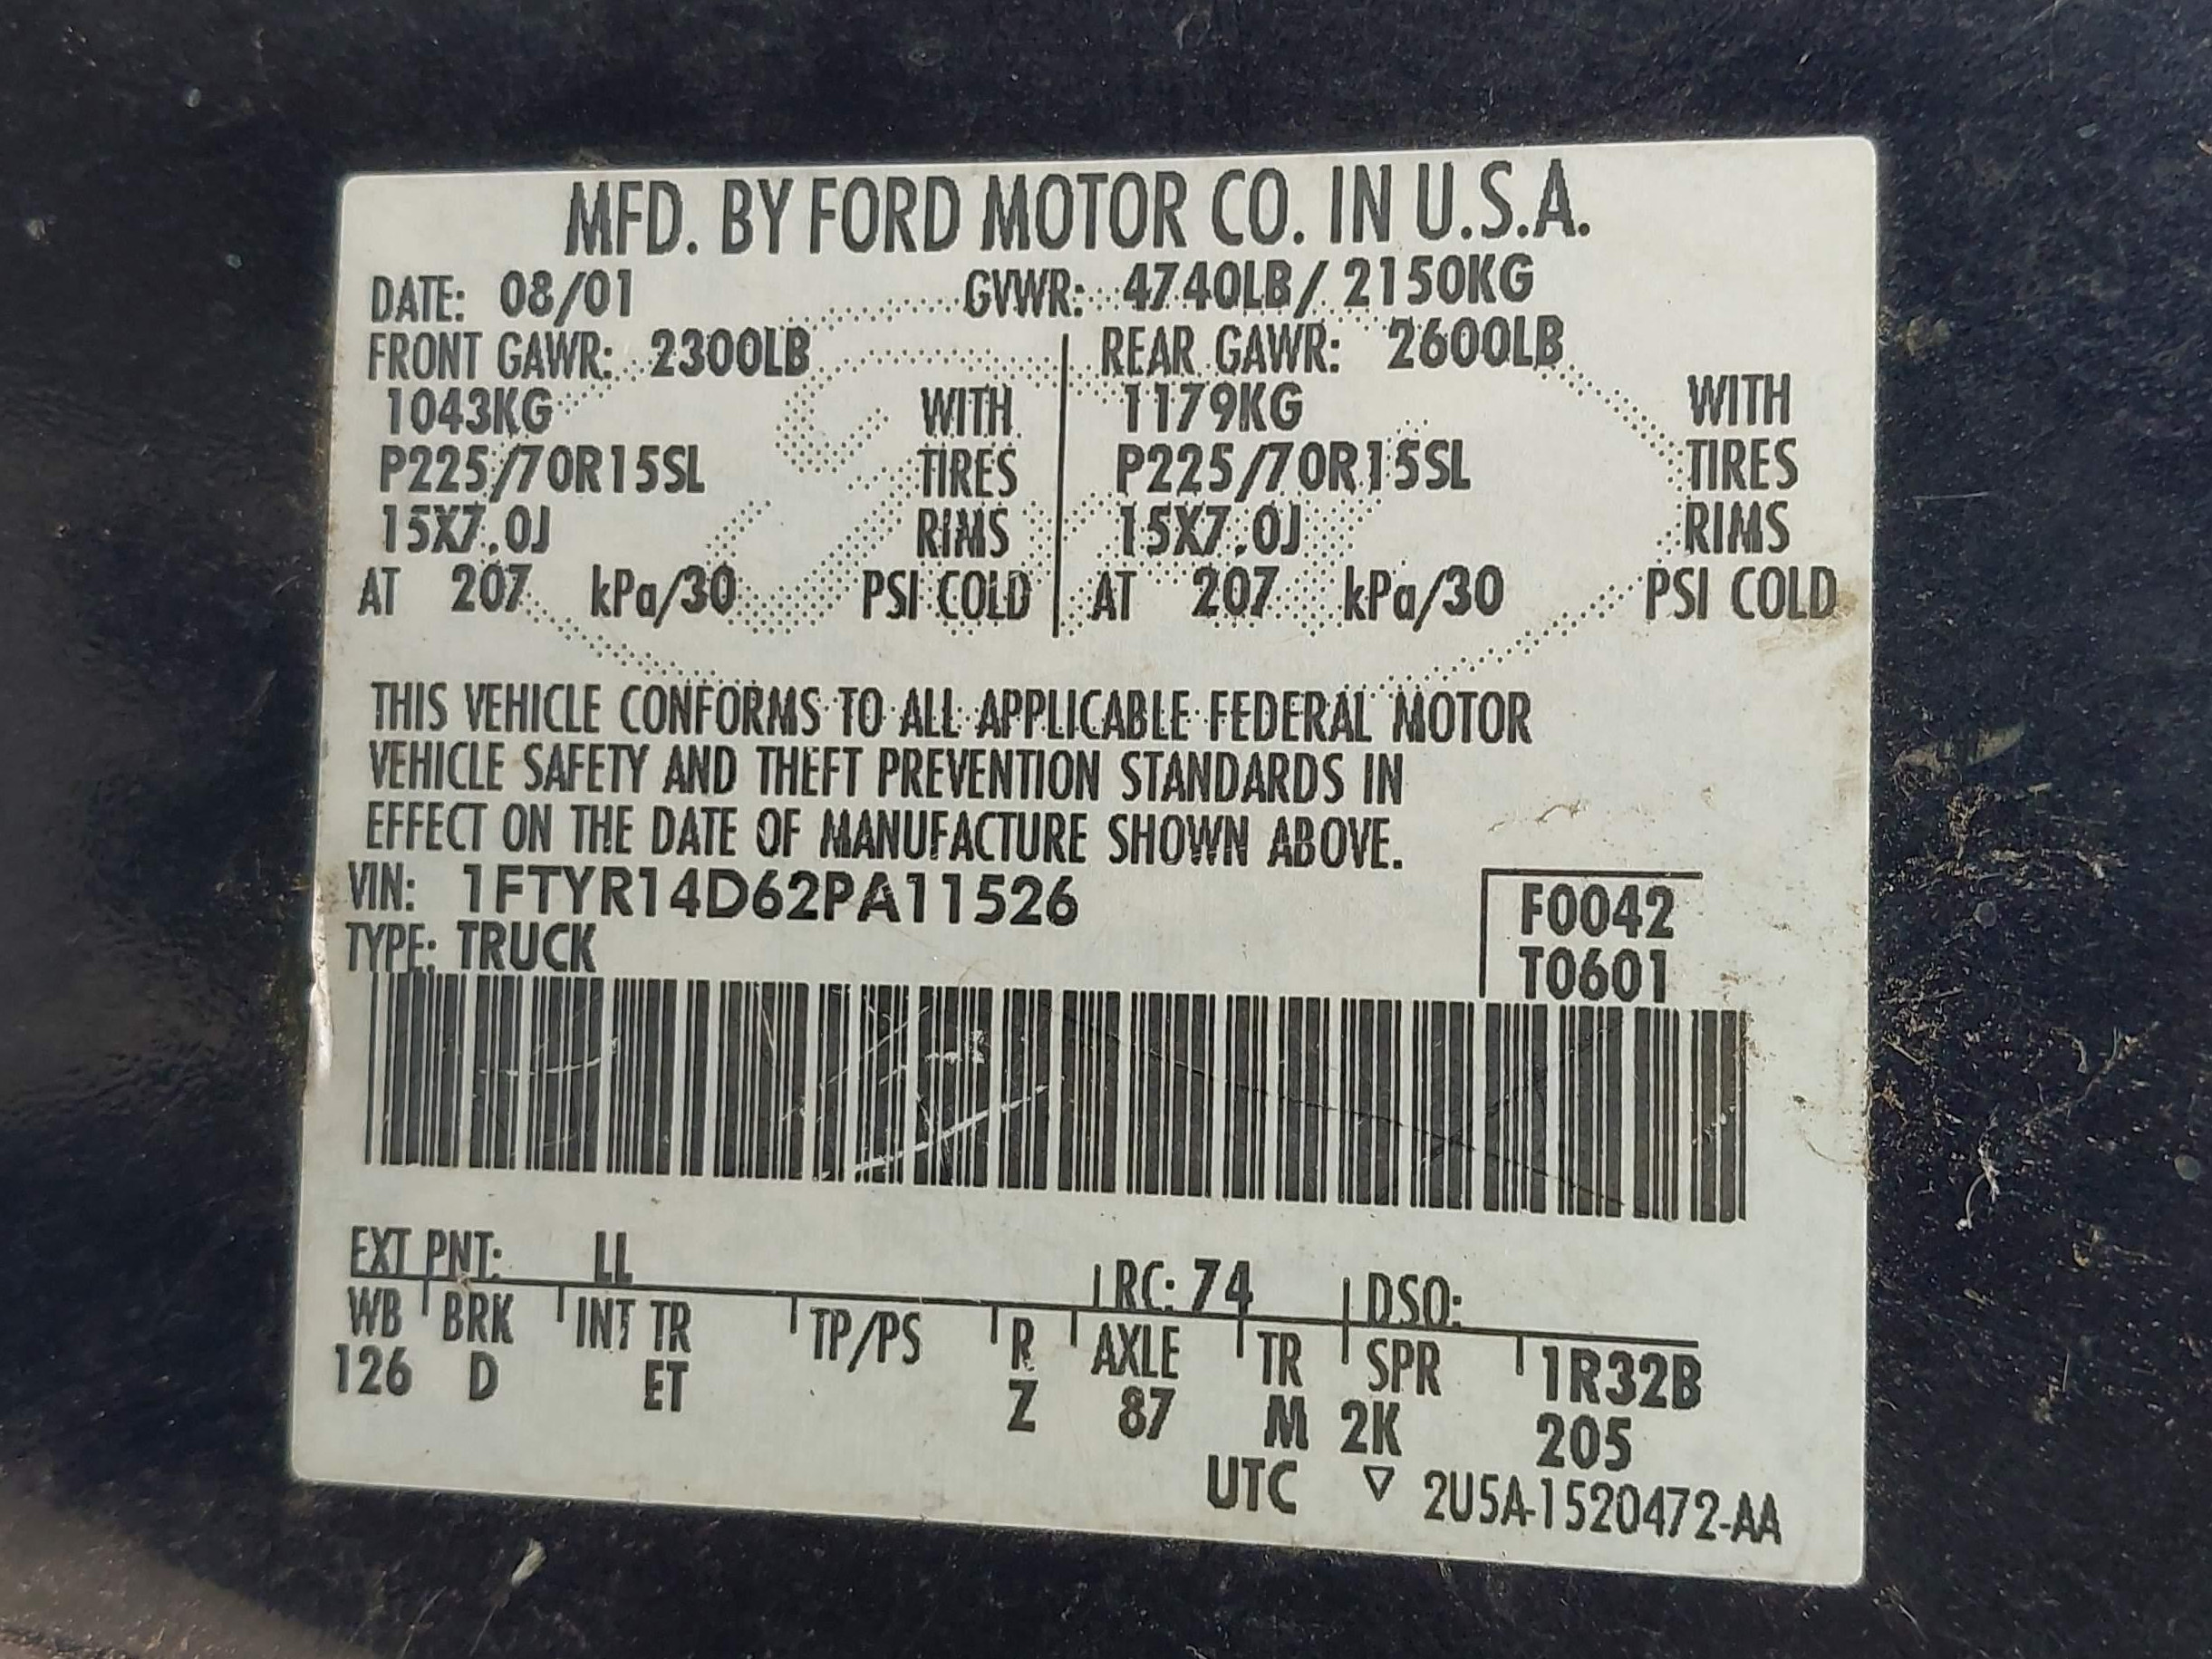 MFD. BY FORD MOTOR CO. IN U.S.A.
DATE: 08/01 GVWR: 4740LB/ 2150KG
FRONT GAWR: 2300LB REAR GAWR: 2600LB
1043KG WITH 1179KG WITH
P225/70R15SL TIRES P225/70R15SL TIRES
15X7.0J RIMS 15X7.0J RIMS
AT 207 kPa/30 PSI COLD AT 207 kPa/30 PSI COLD
THIS VEHICLE CONFORMS TO ALL APPLICABLE FEDERAL MOTOR
VEHICLE SAFETY AND THEFT PREVENTION STANDARDS IN
EFFECT ON THE DATE OF MANUFACTURE SHOWN ABOVE.
VIN: 1FTYR14D62PA11526 F0042
TYPE: TRUCK T0601
EXT PNT: LL RC: 74 DSO:
WB BRK INT TR TP/PS R AXLE TR SPR 1R32B
126 D ET Z 87 M 2K 205
UTC ▽ 2U5A-1520472-AA